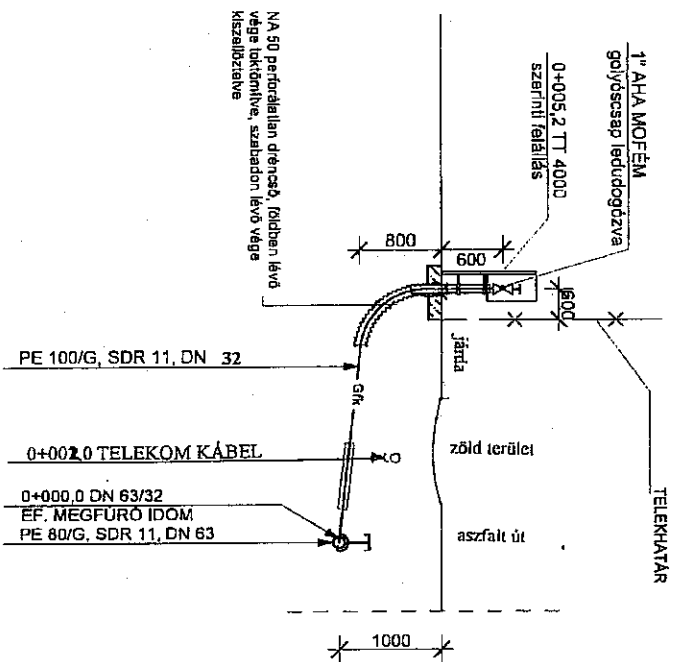 1" AHA MOFÉM
golyóscsap ledudogózva
0+005,2 TT 4000
szerinti felállás
NA 50 perforálatlan dréncső, földben lévő
vége toktömítve, szabadon lévő vége
kiszellőztetve
800
600
600
járda
zöld terület
aszfalt út
TELEKHATÁR
PE 100/G, SDR 11, DN 32
Gfk
0+002,0 TELEKOM KÁBEL
0+000,0 DN 63/32
EF. MEGFÚRÓ IDOM
PE 80/G, SDR 11, DN 63
1000